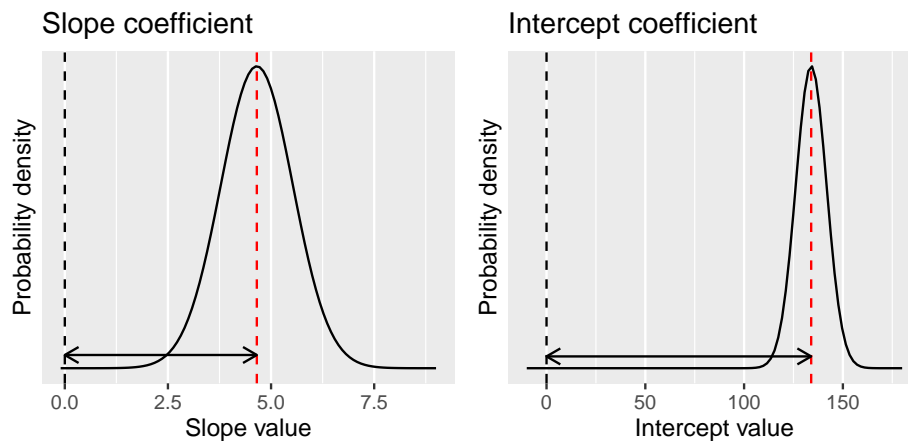 Slope coefficient
Probability density
0.0 2.5 5.0 7.5
Slope value
Intercept coefficient
Probability density
0 50 100 150
Intercept value